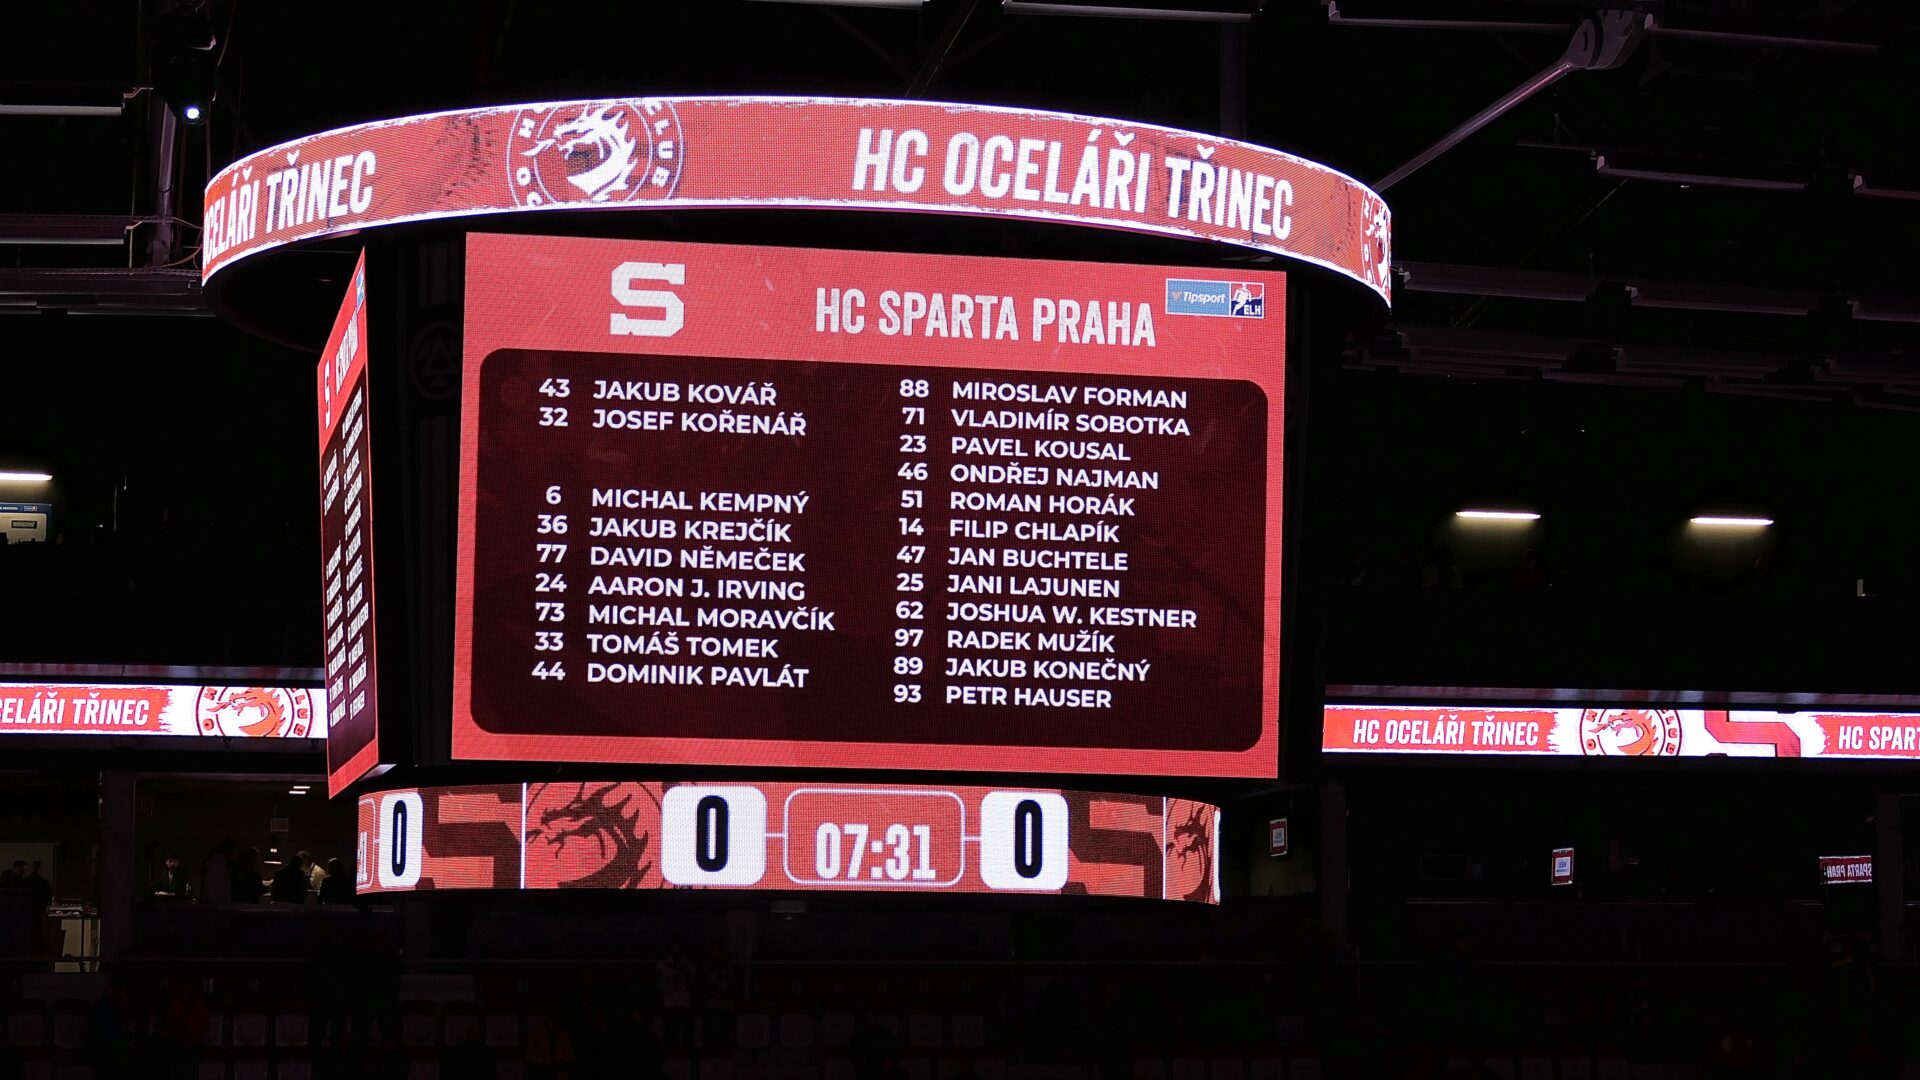 OCELÁŘI TŘINEC
HC OCELÁŘI TŘINEC
S
HC SPARTA PRAHA
Tipsport
ELH
43 JAKUB KOVÁŘ
32 JOSEF KOŘENÁŘ
6 MICHAL KEMPNÝ
36 JAKUB KREJČÍK
77 DAVID NĚMEČEK
24 AARON J. IRVING
73 MICHAL MORAVČÍK
33 TOMÁŠ TOMEK
44 DOMINIK PAVLÁT
88 MIROSLAV FORMAN
71 VLADIMÍR SOBOTKA
23 PAVEL KOUSAL
46 ONDŘEJ NAJMAN
51 ROMAN HORÁK
14 FILIP CHLAPÍK
47 JAN BUCHTELE
25 JANI LAJUNEN
62 JOSHUA W. KESTNER
97 RADEK MUŽÍK
89 JAKUB KONEČNÝ
93 PETR HAUSER
ELÁŘI TŘINEC
HC OCELÁŘI TŘINEC
HC SPART
0
0 07:31 0